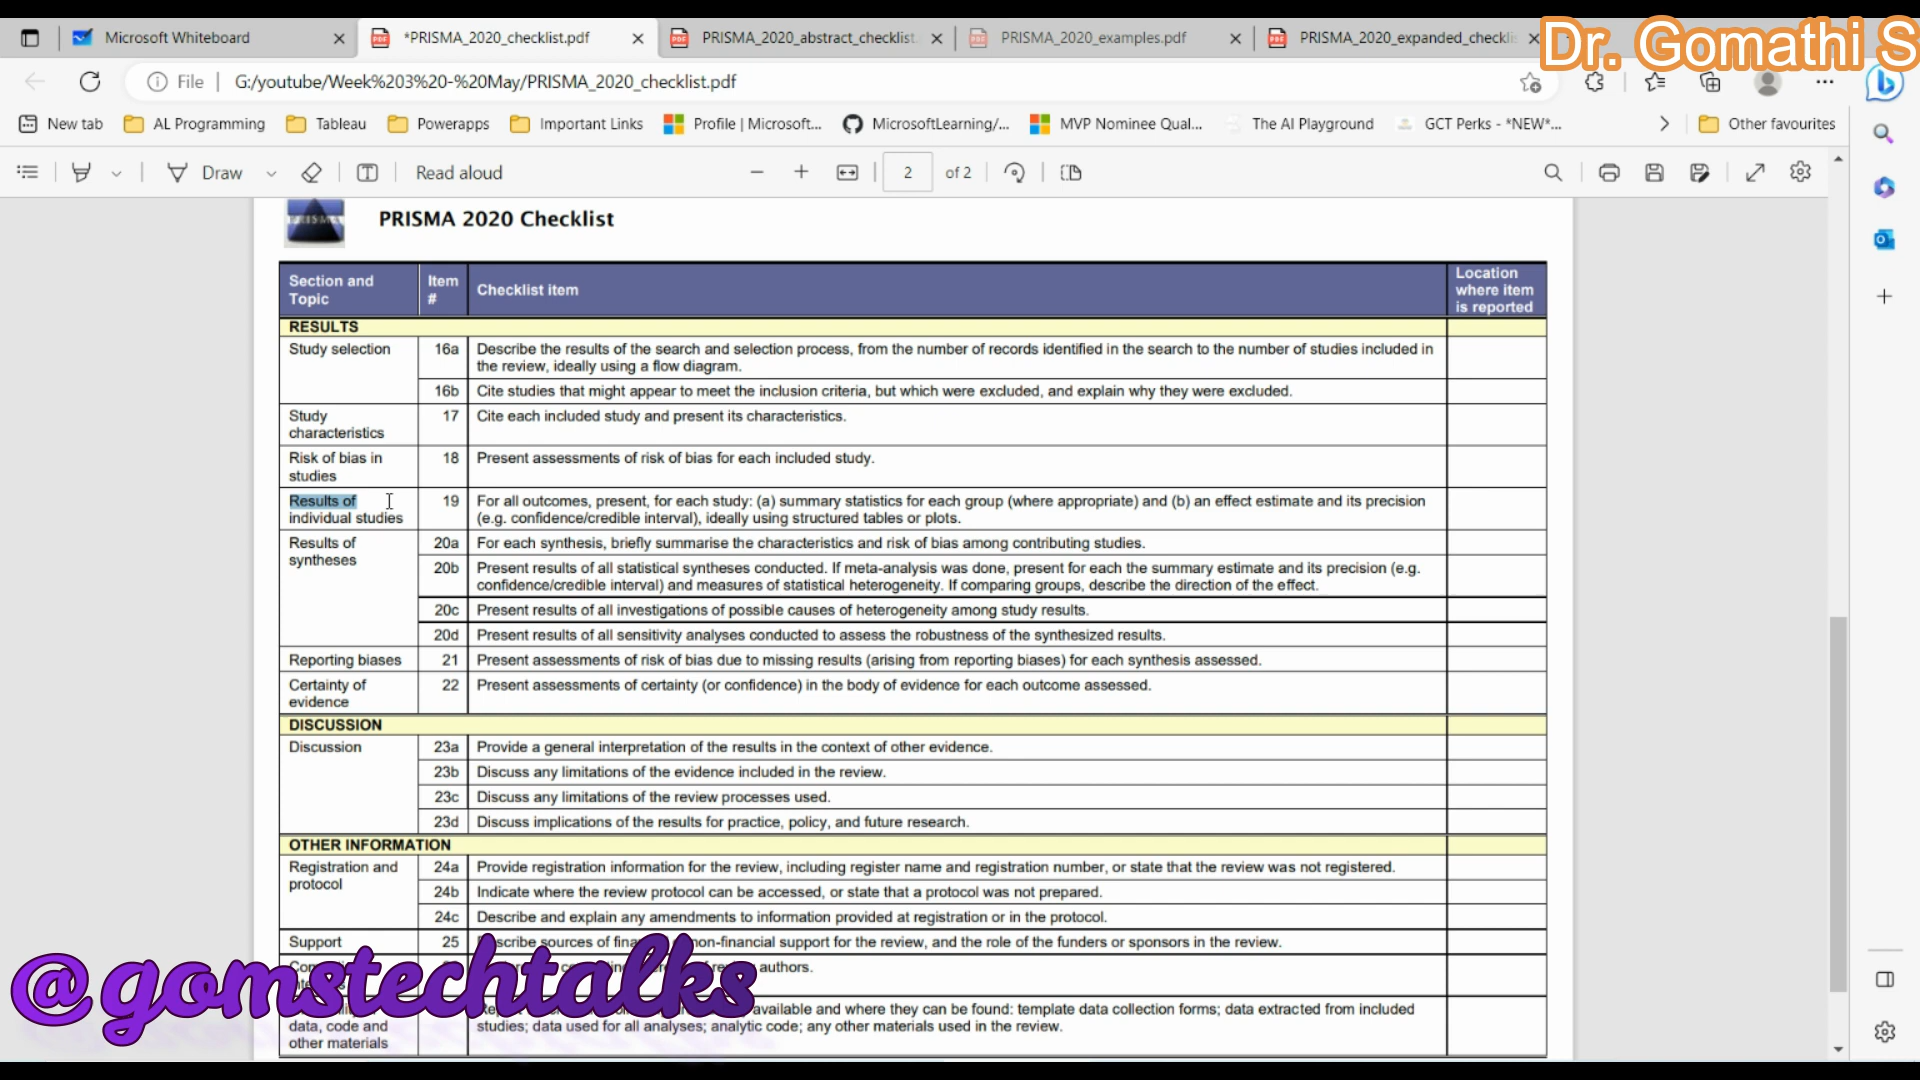 Microsoft Whiteboard
*PRISMA_2020_checklist.pdf
PRISMA_2020_abstract_checklist.
PRISMA_2020_examples.pdf
PRISMA_2020_expanded_checkli
Dr. Gomathi S
File
G:/youtube/Week%203%20-%20May/PRISMA_2020_checklist.pdf
New tab
AL Programming
Tableau
Powerapps
Important Links
Profile | Microsoft...
MicrosoftLearning/...
MVP Nominee Qual...
The AI Playground
GCT Perks - *NEW*...
Other favourites
Draw
Read aloud
2
of 2
PRISMA
PRISMA 2020 Checklist
Section and
Topic
Item
#
Checklist item
Location
where item
is reported
RESULTS
Study selection
16a
Describe the results of the search and selection process, from the number of records identified in the search to the number of studies included in
the review, ideally using a flow diagram.
16b
Cite studies that might appear to meet the inclusion criteria, but which were excluded, and explain why they were excluded.
Study
characteristics
17
Cite each included study and present its characteristics.
Risk of bias in
studies
18
Present assessments of risk of bias for each included study.
Results of
individual studies
19
For all outcomes, present, for each study: (a) summary statistics for each group (where appropriate) and (b) an effect estimate and its precision
(e.g. confidence/credible interval), ideally using structured tables or plots.
Results of
syntheses
20a
For each synthesis, briefly summarise the characteristics and risk of bias among contributing studies.
20b
Present results of all statistical syntheses conducted. If meta-analysis was done, present for each the summary estimate and its precision (e.g.
confidence/credible interval) and measures of statistical heterogeneity. If comparing groups, describe the direction of the effect.
20c
Present results of all investigations of possible causes of heterogeneity among study results.
20d
Present results of all sensitivity analyses conducted to assess the robustness of the synthesized results.
Reporting biases
21
Present assessments of risk of bias due to missing results (arising from reporting biases) for each synthesis assessed.
Certainty of
evidence
22
Present assessments of certainty (or confidence) in the body of evidence for each outcome assessed.
DISCUSSION
Discussion
23a
Provide a general interpretation of the results in the context of other evidence.
23b
Discuss any limitations of the evidence included in the review.
23c
Discuss any limitations of the review processes used.
23d
Discuss implications of the results for practice, policy, and future research.
OTHER INFORMATION
Registration and
protocol
24a
Provide registration information for the review, including register name and registration number, or state that the review was not registered.
24b
Indicate where the review protocol can be accessed, or state that a protocol was not prepared.
24c
Describe and explain any amendments to information provided at registration or in the protocol.
Support
25
scribe sources of non-financial support for the review, and the role of the funders or sponsors in the review.
authors.
@gomstechtalks
available and where they can be found: template data collection forms; data extracted from included
data, code and
other materials
studies; data used for all analyses; analytic code; any other materials used in the review.